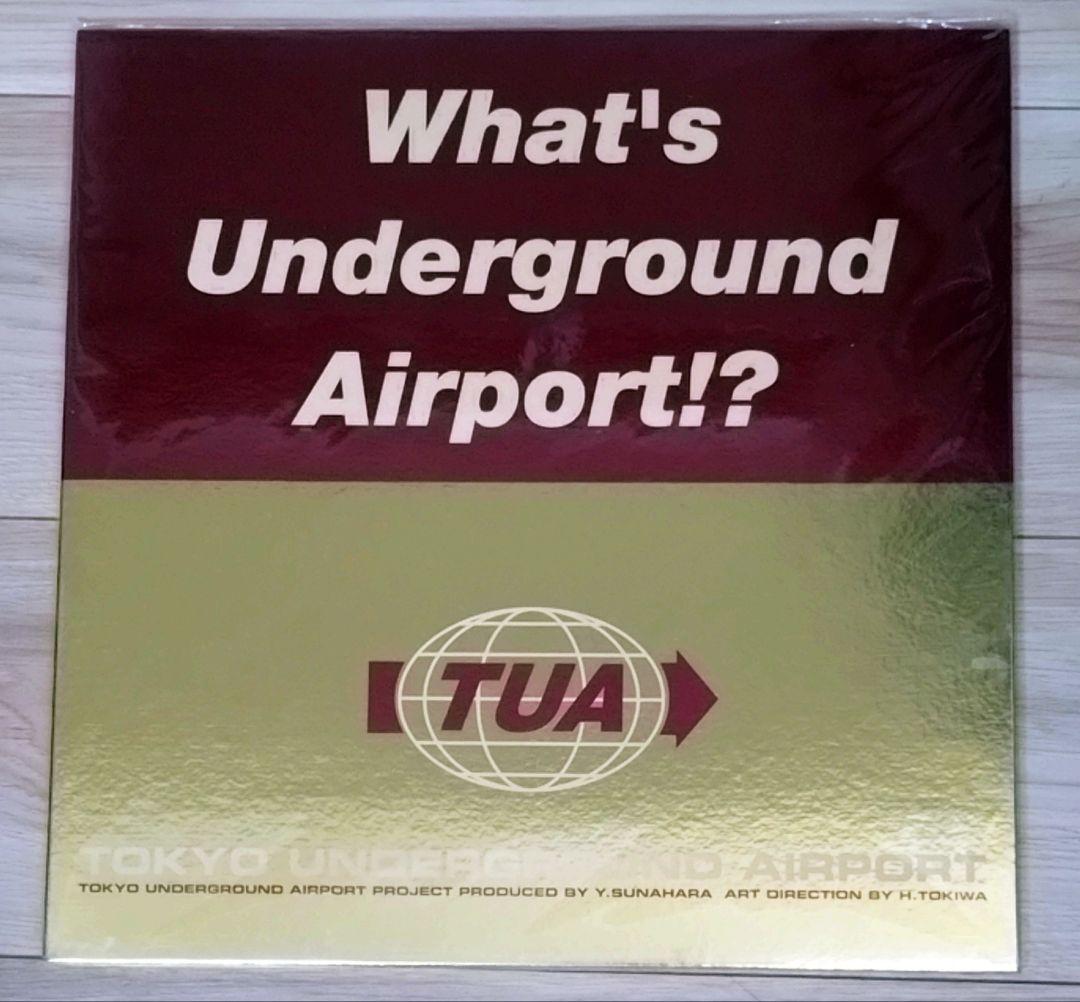 What's
Underground
Airport!?
TUA
TOKYO UNDERGROUND AIRPORT
TOKYO UNDERGROUND AIRPORT PROJECT PRODUCED BY Y.SUNAHARA ART DIRECTION BY H.TOKIWA